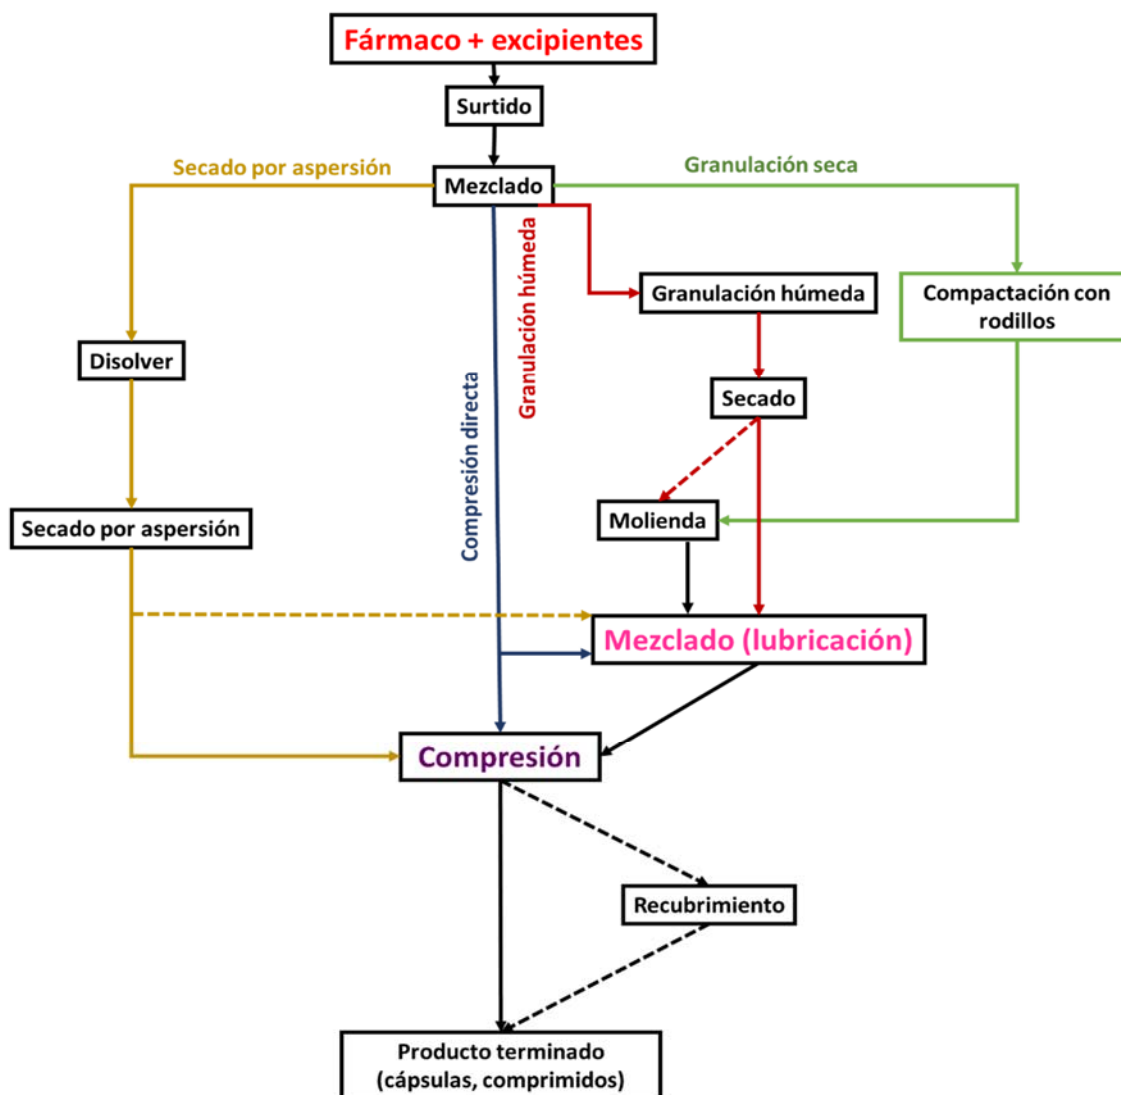 Fármaco + excipientes
Surtido
Secado por aspersión
Granulación seca
Mezclado
Granulación húmeda
Granulación húmeda
Compactación con
rodillos
Disolver
Compresión directa
Secado
Secado por aspersión
Molienda
Mezclado (lubricación)
Compresión
Recubrimiento
Producto terminado
(cápsulas, comprimidos)